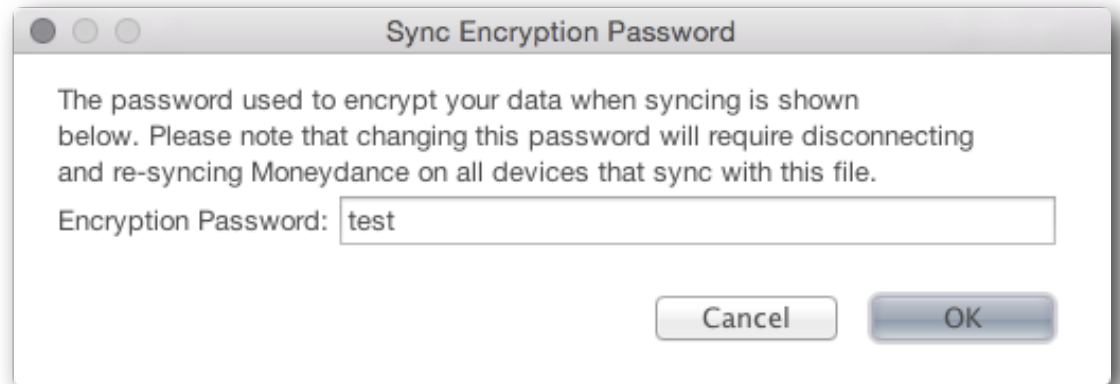 Sync Encryption Password
The password used to encrypt your data when syncing is shown
below. Please note that changing this password will require disconnecting
and re-syncing Moneydance on all devices that sync with this file.
Encryption Password: test
Cancel OK